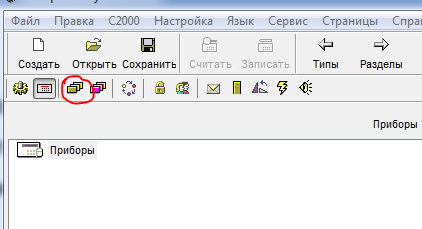 Файл Правка С2000 Настройка Язык Сервис Страницы
Создать Открыть Сохранить Считать Записать Типы Разделы
Приборы
Приборы